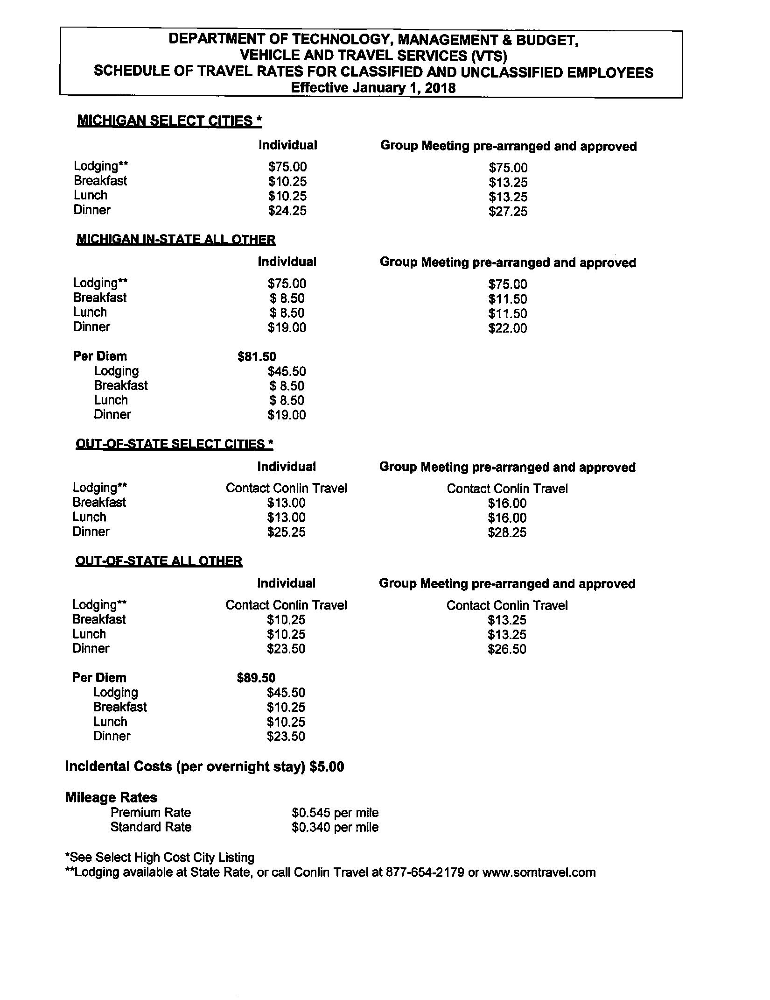 DEPARTMENT OF TECHNOLOGY, MANAGEMENT & BUDGET,
VEHICLE AND TRAVEL SERVICES (VTS)
SCHEDULE OF TRAVEL RATES FOR CLASSIFIED AND UNCLASSIFIED EMPLOYEES
Effective January 1, 2018
MICHIGAN SELECT CITIES *
Individual Group Meeting pre-arranged and approved
Lodging** $75.00 $75.00
Breakfast $10.25 $13.25
Lunch $10.25 $13.25
Dinner $24.25 $27.25
MICHIGAN IN-STATE ALL OTHER
Individual Group Meeting pre-arranged and approved
Lodging** $75.00 $75.00
Breakfast $ 8.50 $11.50
Lunch $ 8.50 $11.50
Dinner $19.00 $22.00
Per Diem $81.50
Lodging $45.50
Breakfast $ 8.50
Lunch $ 8.50
Dinner $19.00
OUT-OF-STATE SELECT CITIES *
Individual Group Meeting pre-arranged and approved
Lodging** Contact Conlin Travel Contact Conlin Travel
Breakfast $13.00 $16.00
Lunch $13.00 $16.00
Dinner $25.25 $28.25
OUT-OF-STATE ALL OTHER
Individual Group Meeting pre-arranged and approved
Lodging** Contact Conlin Travel Contact Conlin Travel
Breakfast $10.25 $13.25
Lunch $10.25 $13.25
Dinner $23.50 $26.50
Per Diem $89.50
Lodging $45.50
Breakfast $10.25
Lunch $10.25
Dinner $23.50
Incidental Costs (per overnight stay) $5.00
Mileage Rates
Premium Rate $0.545 per mile
Standard Rate $0.340 per mile
*See Select High Cost City Listing
**Lodging available at State Rate, or call Conlin Travel at 877-654-2179 or www.somtravel.com